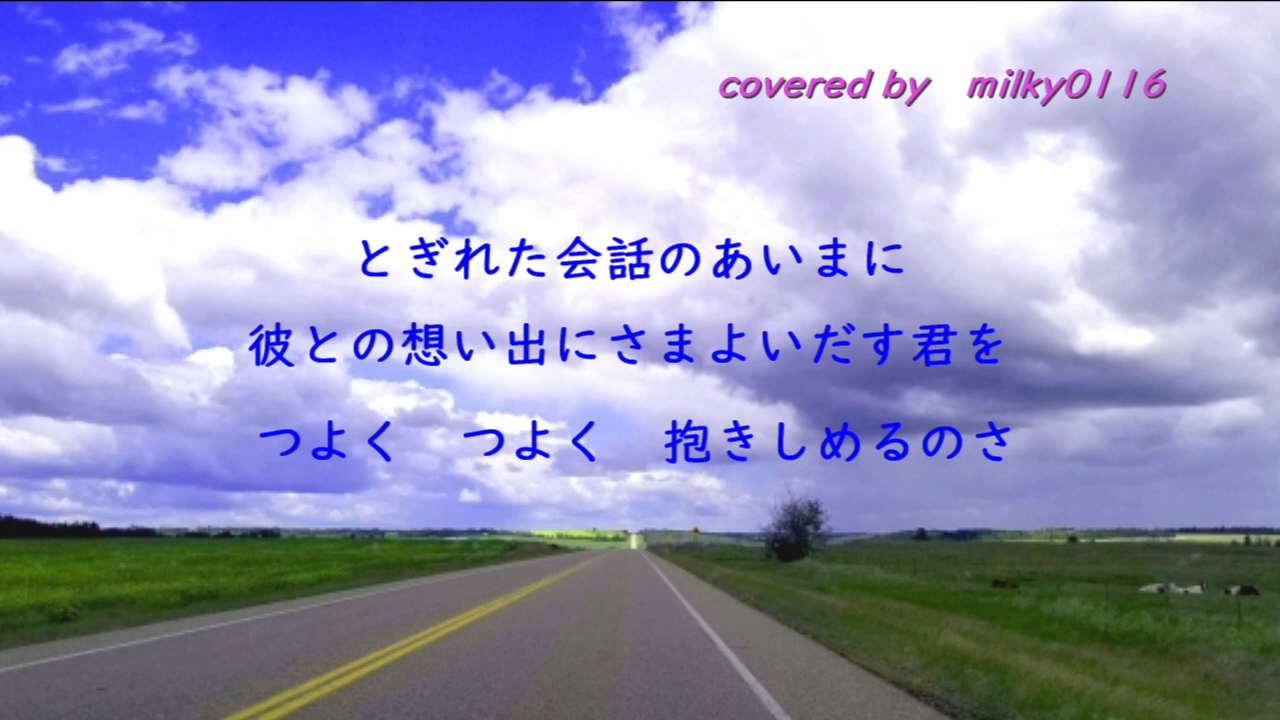 covered by　milky0116
とぎれた会話のあいまに
彼との想い出にさまよいだす君を
つよく　つよく　抱きしめるのさ